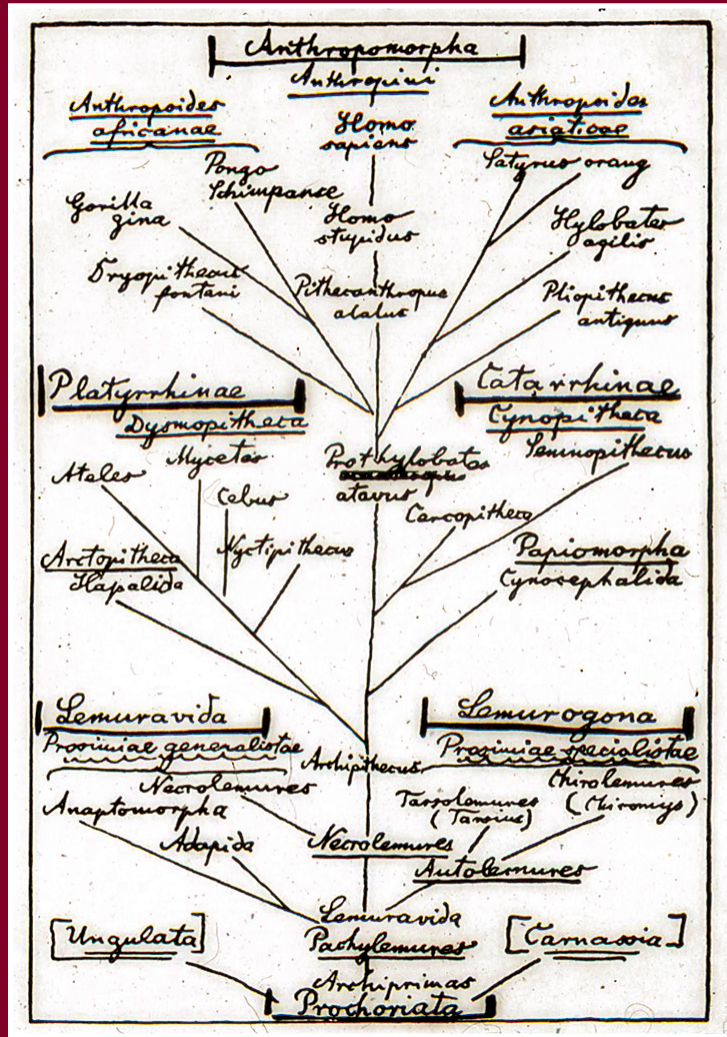 Anthropomorpha
Anthropini
Anthropoides
africanae
Homo
sapiens
Anthropoides
asiaticae
Pongo
Schimpanse
Satyrus orang
Gorilla
gina
Homo
stupidus
Hylobates
agilis
Dryopithecus
fontani
Pithecanthropus
alalus
Pliopithecus
antiquus
Platyrrhinae
Dysmopitheca
Catarrhinae
Cynopitheca
Mycetes
Prothylobates
atavus
Semnopithecus
Ateles
Cebus
Cercopitheca
Arctopitheca
Hapalida
Nyctipithecus
Papiomorpha
Cynocephalida
Lemuravida
Prosimiae generalistae
Lemurogona
Prosimiae specialistae
Archipithecus
Necrolemures
Chirolemures
(Chiromys)
Anaptomorpha
Tarsolemures
(Tarsius)
Adapida
Necrolemures
Autolemures
Lemuravida
Pachylemures
[Ungulata]
[Carnassia]
Archiprimas
Prochoriata